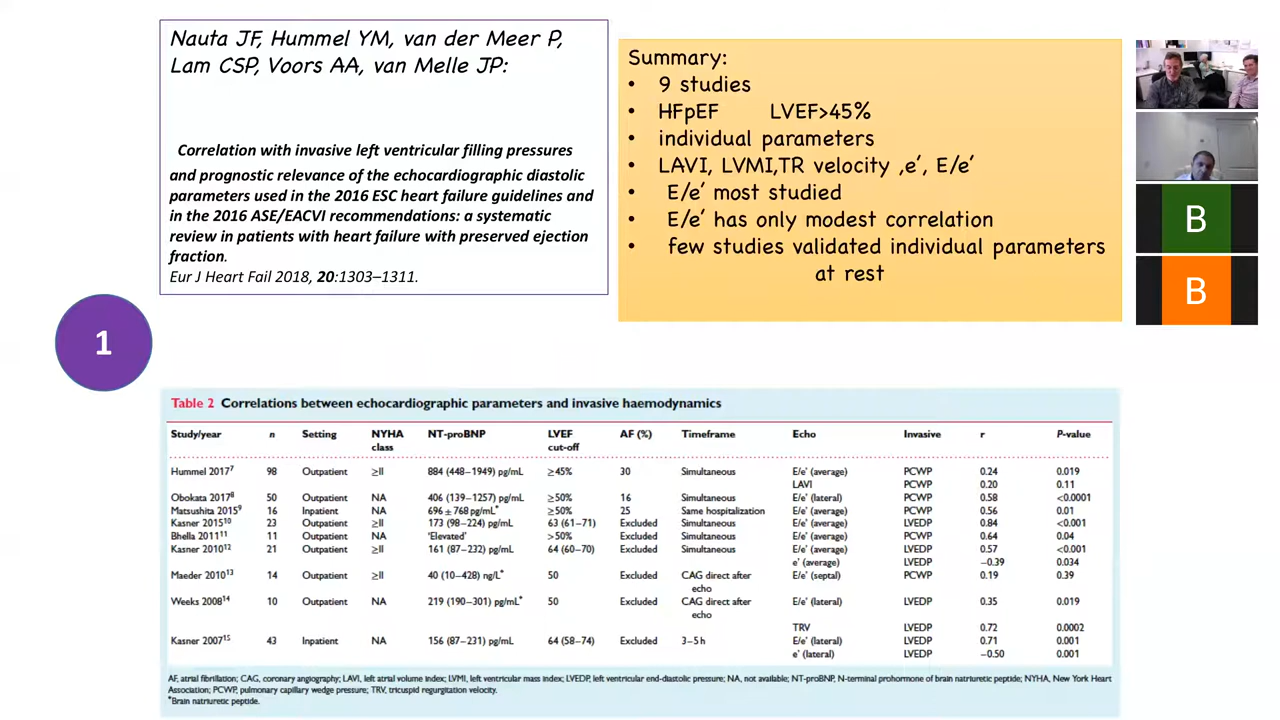 Nauta JF, Hummel YM, van der Meer P,
Lam CSP, Voors AA, van Melle JP:
Correlation with invasive left ventricular filling pressures
and prognostic relevance of the echocardiographic diastolic
parameters used in the 2016 ESC heart failure guidelines and
in the 2016 ASE/EACVI recommendations: a systematic
review in patients with heart failure with preserved ejection
fraction.
Eur J Heart Fail 2018, 20:1303–1311.
Summary:
• 9 studies
• HFpEF LVEF>45%
• individual parameters
• LAVI, LVMI,TR velocity ,e’, E/e’
• E/e’ most studied
• E/e’ has only modest correlation
• few studies validated individual parameters
at rest
B
B
1
Table 2 Correlations between echocardiographic parameters and invasive haemodynamics
Study/year n Setting NYHA class NT-proBNP LVEF cut-off AF (%) Timeframe Echo Invasive r P-value
Hummel 2017⁷ 98 Outpatient ≥II 884 (448–1949) pg/mL ≥45% 30 Simultaneous E/e’ (average) PCWP 0.24 0.019
LAVI PCWP 0.20 0.11
Obokata 2017⁸ 50 Outpatient NA 406 (139–1257) pg/mL ≥50% 16 Simultaneous E/e’ (lateral) PCWP 0.58 <0.0001
Matsushita 2015⁹ 16 Inpatient NA 696 ± 768 pg/mL* ≥50% 25 Same hospitalization E/e’ (average) PCWP 0.56 0.01
Kasner 2015¹⁰ 23 Outpatient ≥II 173 (98–224) pg/mL 63 (61–71) Excluded Simultaneous E/e’ (average) LVEDP 0.84 <0.001
Bhella 2011¹¹ 11 Outpatient NA ‘Elevated’ >50% Excluded Simultaneous E/e’ (average) PCWP 0.64 0.04
Kasner 2010¹² 21 Outpatient ≥II 161 (87–232) pg/mL 64 (60–70) Excluded Simultaneous E/e’ (average) LVEDP 0.57 <0.001
e’ (average) LVEDP −0.39 0.034
Maeder 2010¹³ 14 Outpatient ≥II 40 (10–428) ng/L* 50 Excluded CAG direct after echo E/e’ (septal) PCWP 0.19 0.39
Weeks 2008¹⁴ 10 Outpatient NA 219 (190–301) pg/mL* 50 Excluded CAG direct after echo E/e’ (lateral) LVEDP 0.35 0.019
TRV LVEDP 0.72 0.0002
Kasner 2007¹⁵ 43 Inpatient NA 156 (87–231) pg/mL 64 (58–74) Excluded 3–5 h E/e’ (lateral) LVEDP 0.71 0.001
e’ (lateral) LVEDP −0.50 0.001
AF, atrial fibrillation; CAG, coronary angiography; LAVI, left atrial volume index; LVMI, left ventricular mass index; LVEDP, left ventricular end-diastolic pressure; NA, not available; NT-proBNP, N-terminal prohormone of brain natriuretic peptide; NYHA, New York Heart
Association; PCWP, pulmonary capillary wedge pressure; TRV, tricuspid regurgitation velocity.
*Brain natriuretic peptide.